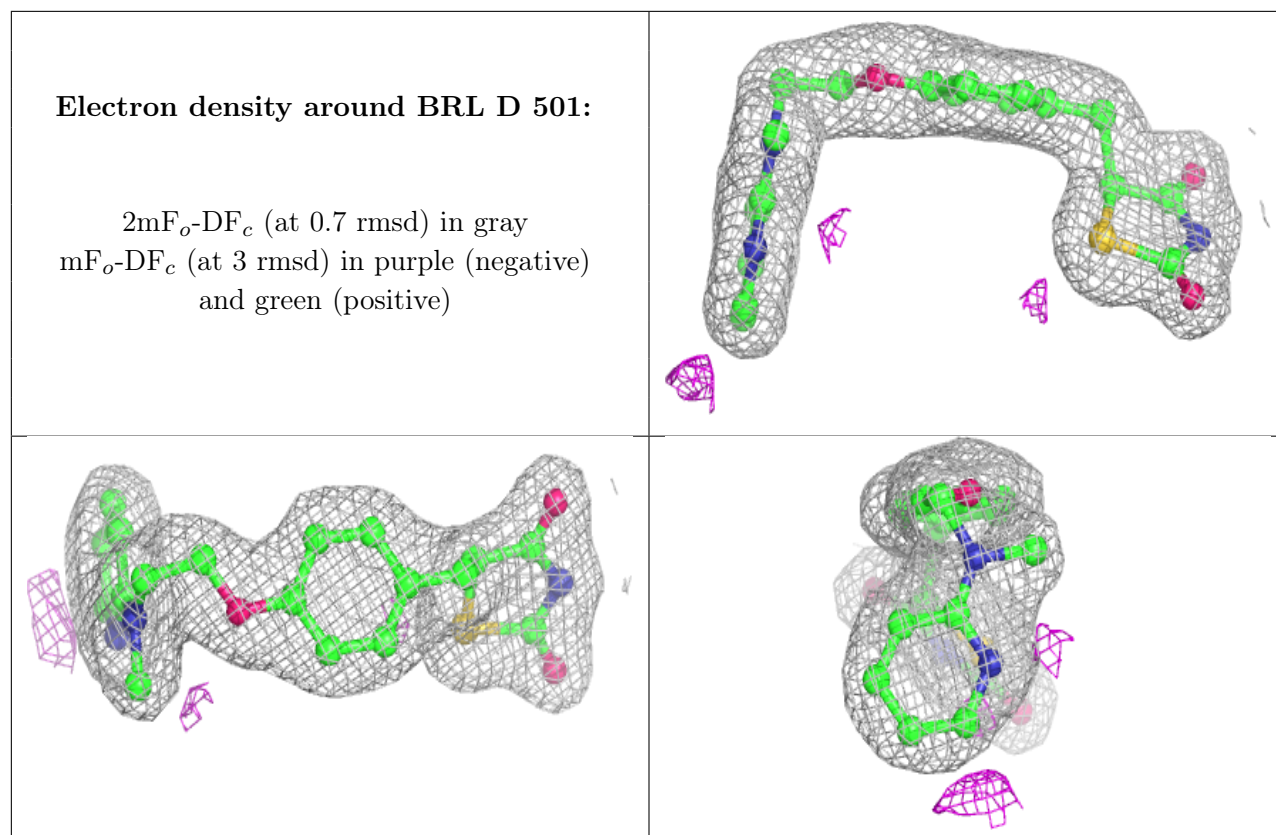 Electron density around BRL D 501:
2mFo-DFc (at 0.7 rmsd) in gray
mFo-DFc (at 3 rmsd) in purple (negative)
and green (positive)